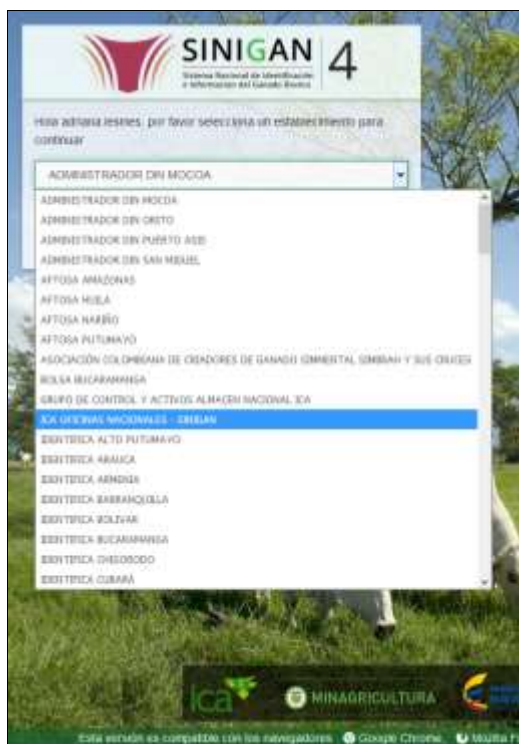 SINIGAN 4
Sistema Nacional de Identificación
e Información del Ganado Bovino
Hola adriana lesmes, por favor selecciona un establecimiento para
continuar
ADMINISTRADOR DIN MOCOA
ADMINISTRADOR DIN MOCOA
ADMINISTRADOR DIN ORITO
ADMINISTRADOR DIN PUERTO ASIS
ADMINISTRADOR DIN SAN MIGUEL
AFTOSA AMAZONAS
AFTOSA HUILA
AFTOSA NARIÑO
AFTOSA PUTUMAYO
ASOCIACIÓN COLOMBIANA DE CRIADORES DE GANADO SIMMENTAL SIMBRAH Y SUS CRUCES
BOLSA BUCARAMANGA
GRUPO DE CONTROL Y ACTIVOS ALMACEN NACIONAL ICA
ICA OFICINAS NACIONALES -
IDENTIFICA ALTO PUTUMAYO
IDENTIFICA ARAUCA
IDENTIFICA ARMENIA
IDENTIFICA BARRANQUILLA
IDENTIFICA BOLIVAR
IDENTIFICA BUCARAMANGA
IDENTIFICA CHIGORODO
IDENTIFICA CUBARÁ
ica
MINAGRICULTURA
Esta versión es compatible con los navegadores Google Chrome, Mozilla